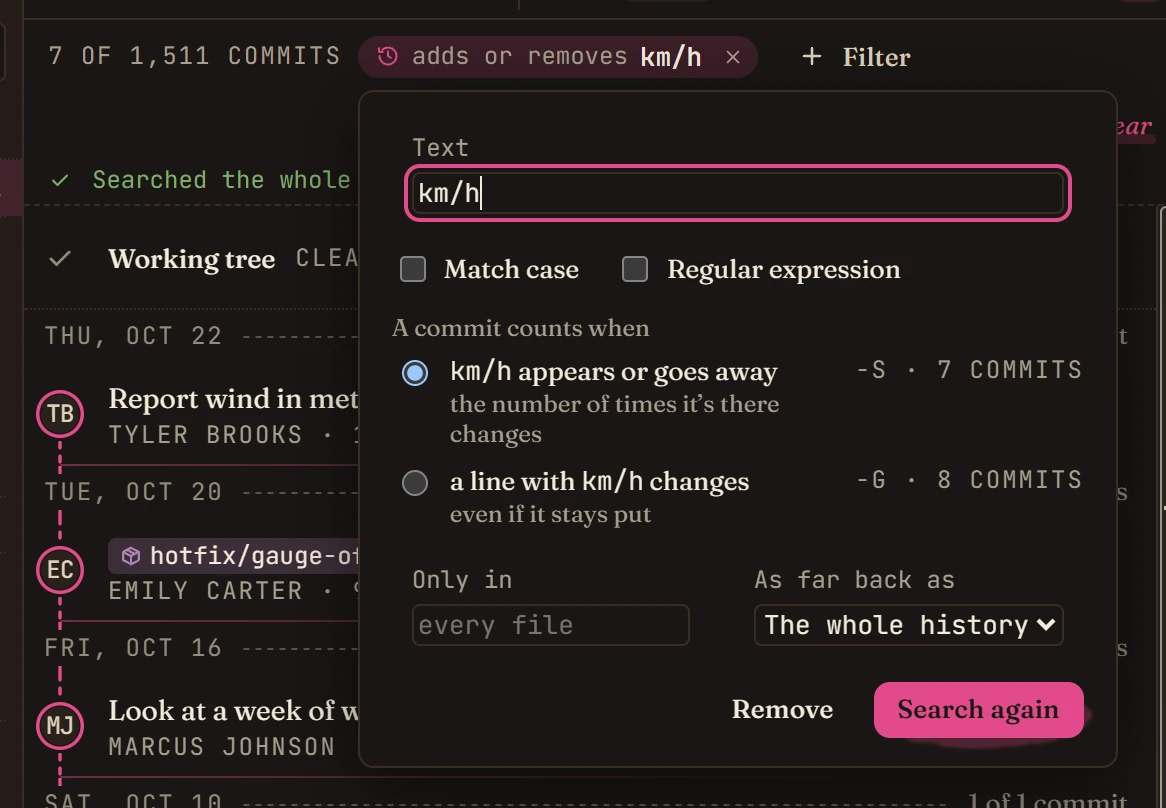 7 OF 1,511 COMMITS adds or removes km/h × + Filter
Text
Searched the whole
km/h
Working tree CLEA
Match case Regular expression
A commit counts when
THU, OCT 22
km/h appears or goes away -S · 7 COMMITS
the number of times it's there
changes
Report wind in met
TB
TYLER BROOKS ·
a line with km/h changes -G · 8 COMMITS
even if it stays put
TUE, OCT 20
hotfix/gauge-of
EC
EMILY CARTER ·
Only in As far back as
every file The whole history
FRI, OCT 16
Look at a week of w
MJ
MARCUS JOHNSON
Remove Search again
SAT, OCT 10 1 of 1 commit